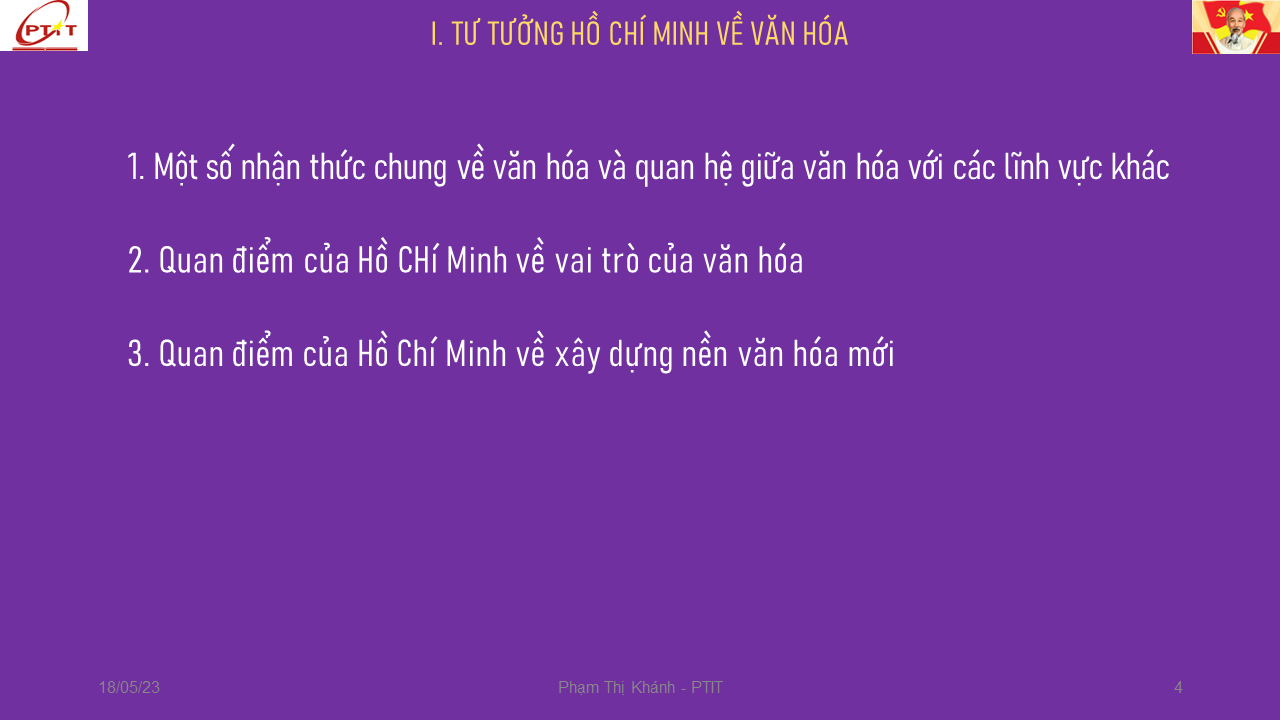 PTIT
I. TƯ TƯỞNG HỒ CHÍ MINH VỀ VĂN HÓA
1. Một số nhận thức chung về văn hóa và quan hệ giữa văn hóa với các lĩnh vực khác
2. Quan điểm của Hồ CHí Minh về vai trò của văn hóa
3. Quan điểm của Hồ Chí Minh về xây dựng nền văn hóa mới
18/05/23
Phạm Thị Khánh - PTIT
4